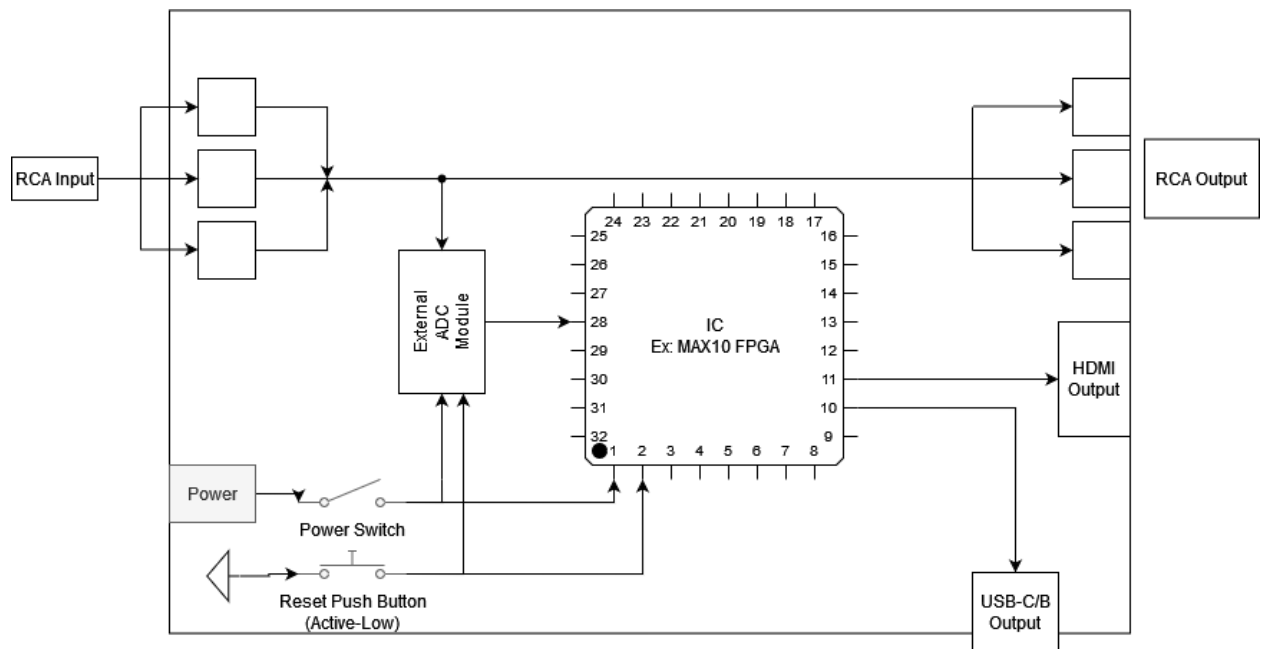 RCA Input
RCA Output
24 23 22 21 20 19 18 17
25
26
27
28
29
30
31
32
16
15
14
13
12
11
10
9
1 2 3 4 5 6 7 8
External
ADC
Module
IC
Ex: MAX10 FPGA
HDMI
Output
Power
Power Switch
Reset Push Button
(Active-Low)
USB-C/B
Output